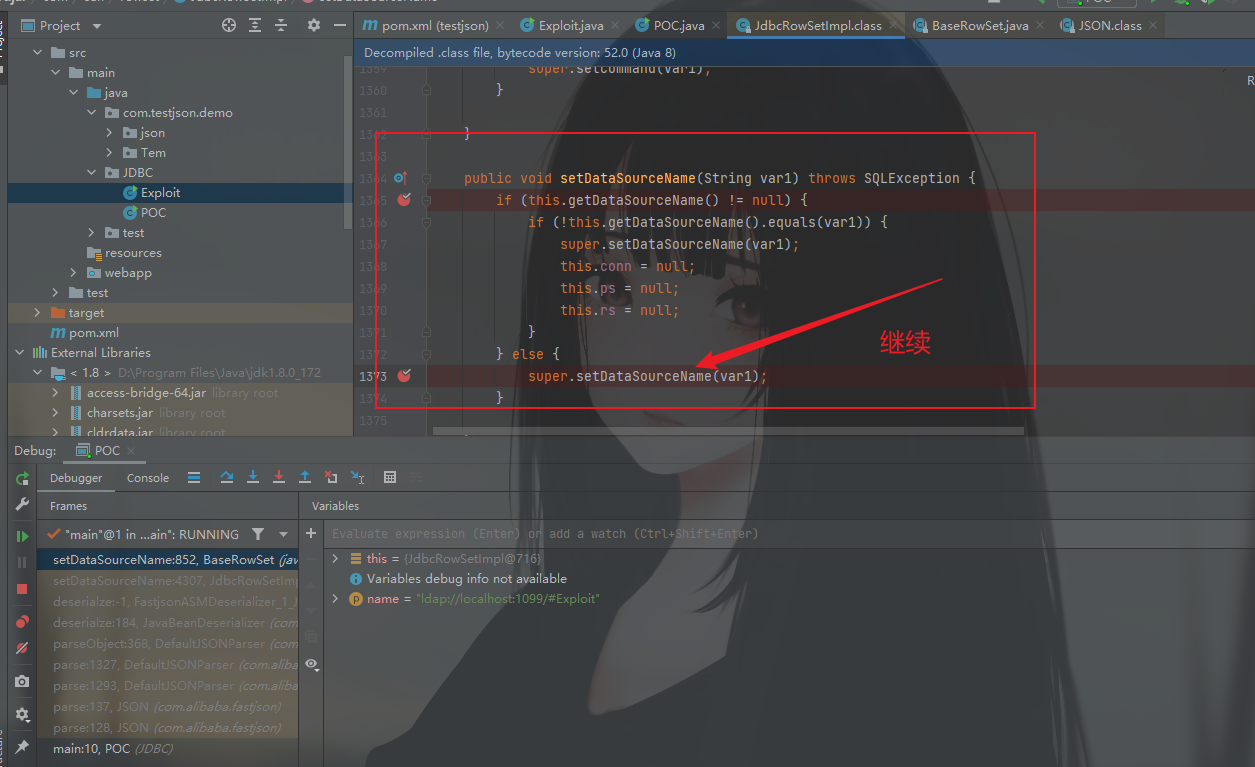 Project
pom.xml (testjson)
Exploit.java
POC.java
JdbcRowSetImpl.class
BaseRowSet.java
JSON.class
Decompiled .class file, bytecode version: 52.0 (Java 8)
src
main
java
com.testjson.demo
json
Tem
JDBC
Exploit
POC
test
resources
webapp
test
target
pom.xml
External Libraries
< 1.8 > D:\Program Files\Java\jdk1.8.0_172
access-bridge-64.jar library root
charsets.jar library root
cldrdata.jar library root
super.setCommand(var1);
1360 }
1361
1362 }
1363
1364 public void setDataSourceName(String var1) throws SQLException {
1365 if (this.getDataSourceName() != null) {
1366 if (!this.getDataSourceName().equals(var1)) {
1367 super.setDataSourceName(var1);
1368 this.conn = null;
1369 this.ps = null;
1370 this.rs = null;
1371 }
1372 } else {
1373 super.setDataSourceName(var1);
1374 }
1375
继续
Debug: POC
Debugger Console
Frames
Variables
"main"@1 in ...ain": RUNNING
setDataSourceName:852, BaseRowSet (jav
setDataSourceName:4307, JdbcRowSetImp
deserialze:-1, FastjsonASMDeserializer_1_J
deserialze:184, JavaBeanDeserializer (com
parseObject:368, DefaultJSONParser (com
parse:1327, DefaultJSONParser (com.aliba
parse:1293, DefaultJSONParser (com.aliba
parse:137, JSON (com.alibaba.fastjson)
parse:128, JSON (com.alibaba.fastjson)
main:10, POC (JDBC)
Evaluate expression (Enter) or add a watch (Ctrl+Shift+Enter)
this = {JdbcRowSetImpl@716}
Variables debug info not available
name = "ldap://localhost:1099/#Exploit"